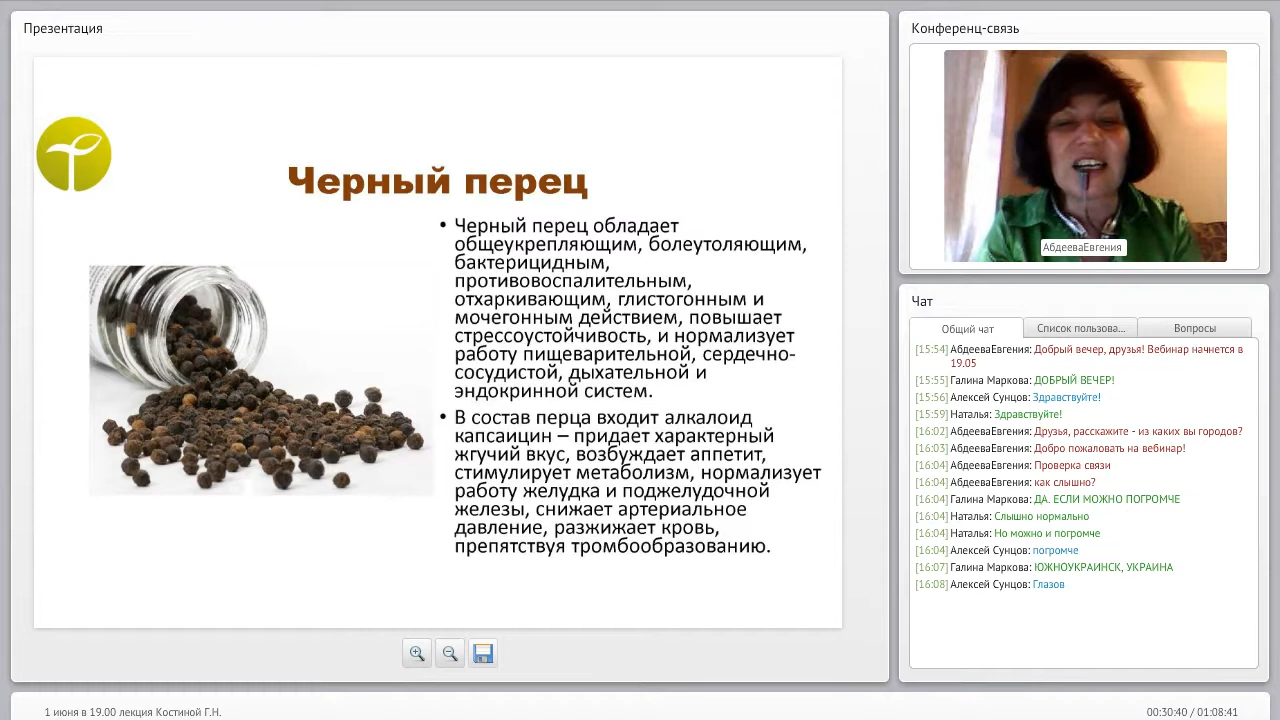 Презентация
Черный перец
• Черный перец обладает
общеукрепляющим, болеутоляющим,
бактерицидным,
противовоспалительным,
отхаркивающим, глистогонным и
мочегонным действием, повышает
стрессоустойчивость, и нормализует
работу пищеварительной, сердечно-
сосудистой, дыхательной и
эндокринной систем.
• В состав перца входит алкалоид
капсаицин – придает характерный
жгучий вкус, возбуждает аппетит,
стимулирует метаболизм, нормализует
работу желудка и поджелудочной
железы, снижает артериальное
давление, разжижает кровь,
препятствуя тромбообразованию.
Конференц-связь
АбдееваЕвгения
Чат
Общий чат
Список пользова...
Вопросы
[15:54] АбдееваЕвгения: Добрый вечер, друзья! Вебинар начнется в
19.05
[15:55] Галина Маркова: ДОБРЫЙ ВЕЧЕР!
[15:56] Алексей Сунцов: Здравствуйте!
[15:59] Наталья: Здравствуйте!
[16:02] АбдееваЕвгения: Друзья, расскажите - из каких вы городов?
[16:03] АбдееваЕвгения: Добро пожаловать на вебинар!
[16:04] АбдееваЕвгения: Проверка связи
[16:04] АбдееваЕвгения: как слышно?
[16:04] Галина Маркова: ДА. ЕСЛИ МОЖНО ПОГРОМЧЕ
[16:04] Наталья: Слышно нормально
[16:04] Наталья: Но можно и погромче
[16:04] Алексей Сунцов: погромче
[16:07] Галина Маркова: ЮЖНОУКРАИНСК, УКРАИНА
[16:08] Алексей Сунцов: Глазов
1 июня в 19.00 лекция Костиной Г.Н.
00:30:40 / 01:08:41